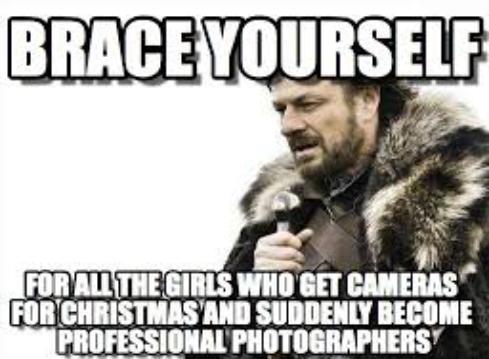 BRACE YOURSELF
FOR ALL THE GIRLS WHO GET CAMERAS
FOR CHRISTMAS AND SUDDENLY BECOME
PROFESSIONAL PHOTOGRAPHERS